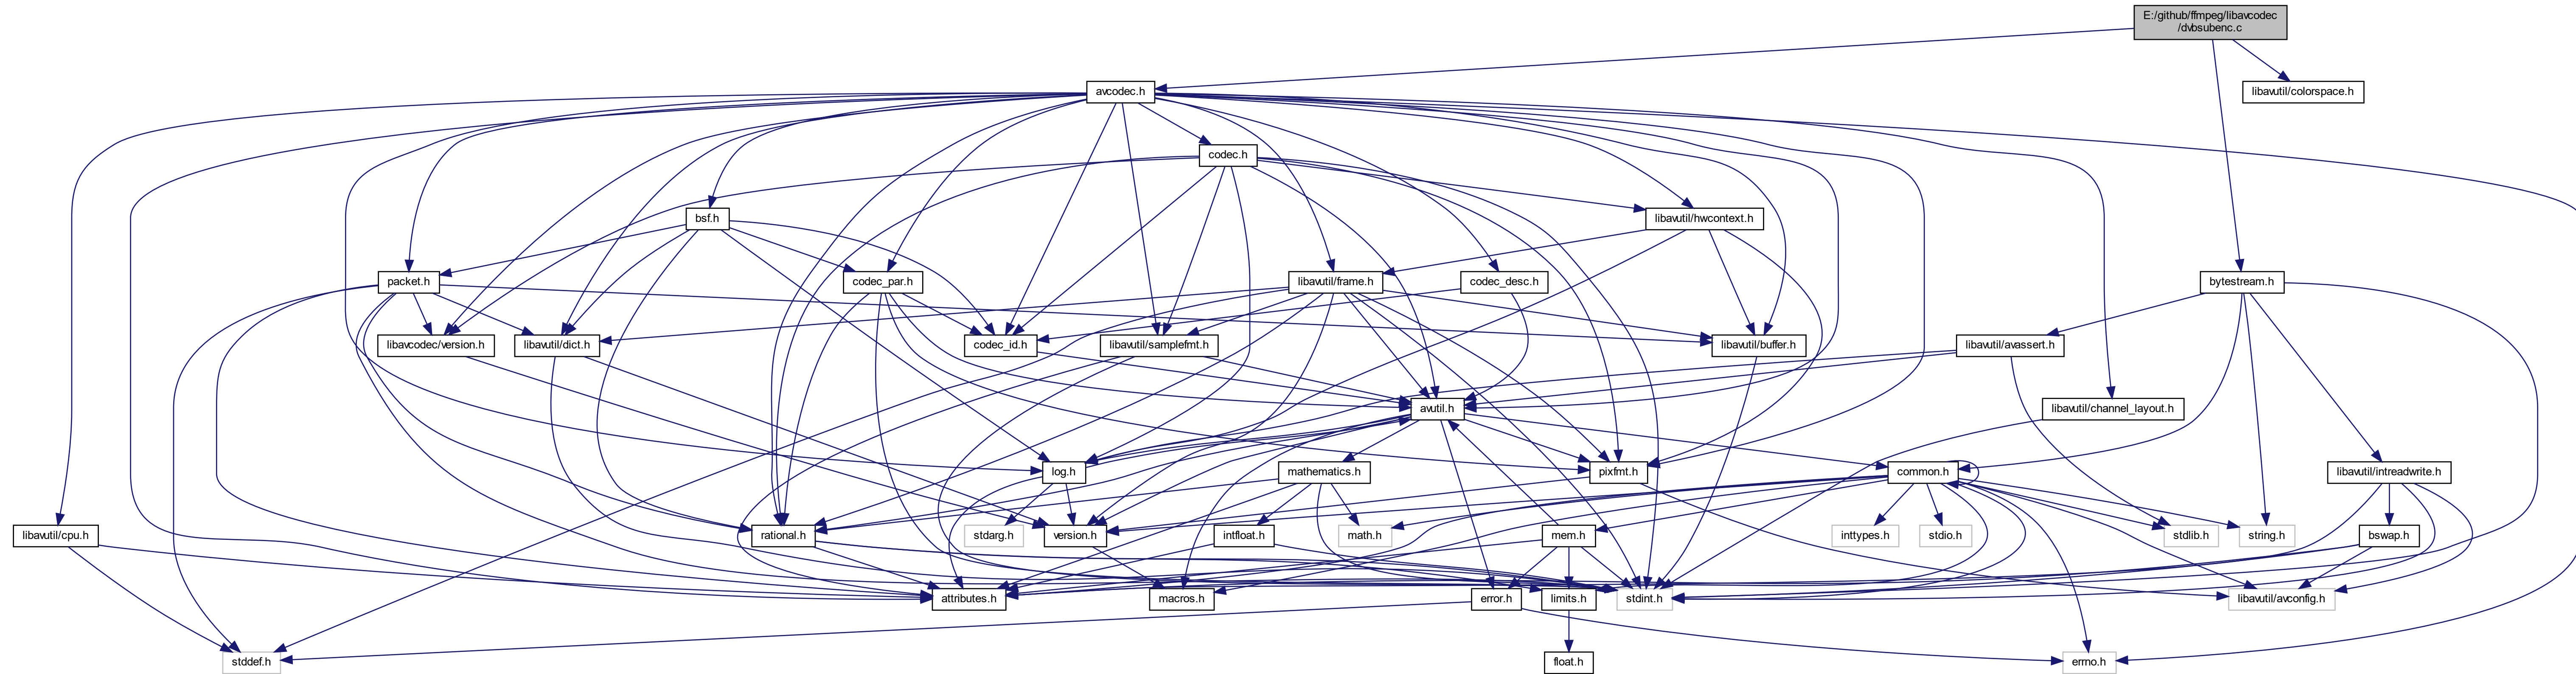 E:/github/ffmpeg/libavcodec
/dvbsubenc.c
avcodec.h
libavutil/colorspace.h
codec.h
bsf.h
libavutil/hwcontext.h
packet.h
codec_par.h
libavutil/frame.h
codec_desc.h
bytestream.h
libavcodec/version.h
libavutil/dict.h
codec_id.h
libavutil/samplefmt.h
libavutil/buffer.h
libavutil/avassert.h
avutil.h
libavutil/channel_layout.h
log.h
mathematics.h
pixfmt.h
common.h
libavutil/intreadwrite.h
libavutil/cpu.h
rational.h
stdarg.h
version.h
intfloat.h
math.h
mem.h
inttypes.h
stdio.h
stdlib.h
string.h
bswap.h
attributes.h
macros.h
error.h
limits.h
stdint.h
libavutil/avconfig.h
stddef.h
float.h
errno.h